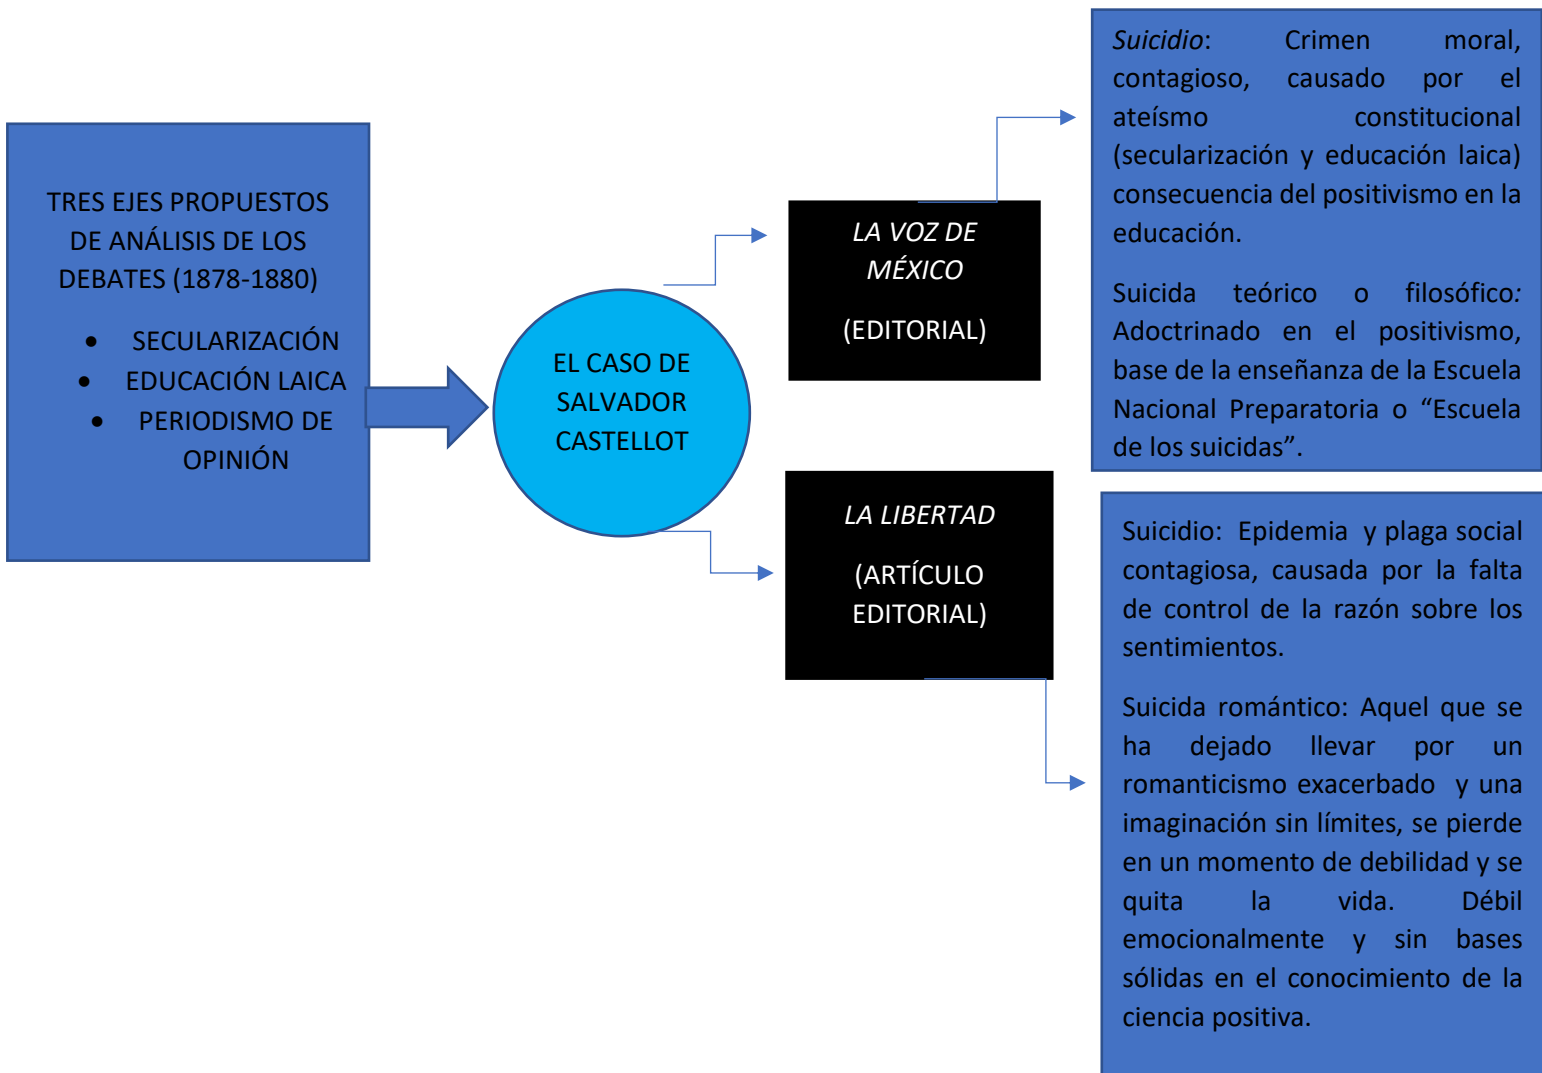 TRES EJES PROPUESTOS
DE ANÁLISIS DE LOS
DEBATES (1878-1880)
• SECULARIZACIÓN
• EDUCACIÓN LAICA
• PERIODISMO DE
OPINIÓN
EL CASO DE
SALVADOR
CASTELLOT
LA VOZ DE
MÉXICO
(EDITORIAL)
LA LIBERTAD
(ARTÍCULO
EDITORIAL)
Suicidio: Crimen moral,
contagioso, causado por el
ateísmo constitucional
(secularización y educación laica)
consecuencia del positivismo en la
educación.
Suicida teórico o filosófico:
Adoctrinado en el positivismo,
base de la enseñanza de la Escuela
Nacional Preparatoria o “Escuela
de los suicidas”.
Suicidio: Epidemia y plaga social
contagiosa, causada por la falta
de control de la razón sobre los
sentimientos.
Suicida romántico: Aquel que se
ha dejado llevar por un
romanticismo exacerbado y una
imaginación sin límites, se pierde
en un momento de debilidad y se
quita la vida. Débil
emocionalmente y sin bases
sólidas en el conocimiento de la
ciencia positiva.